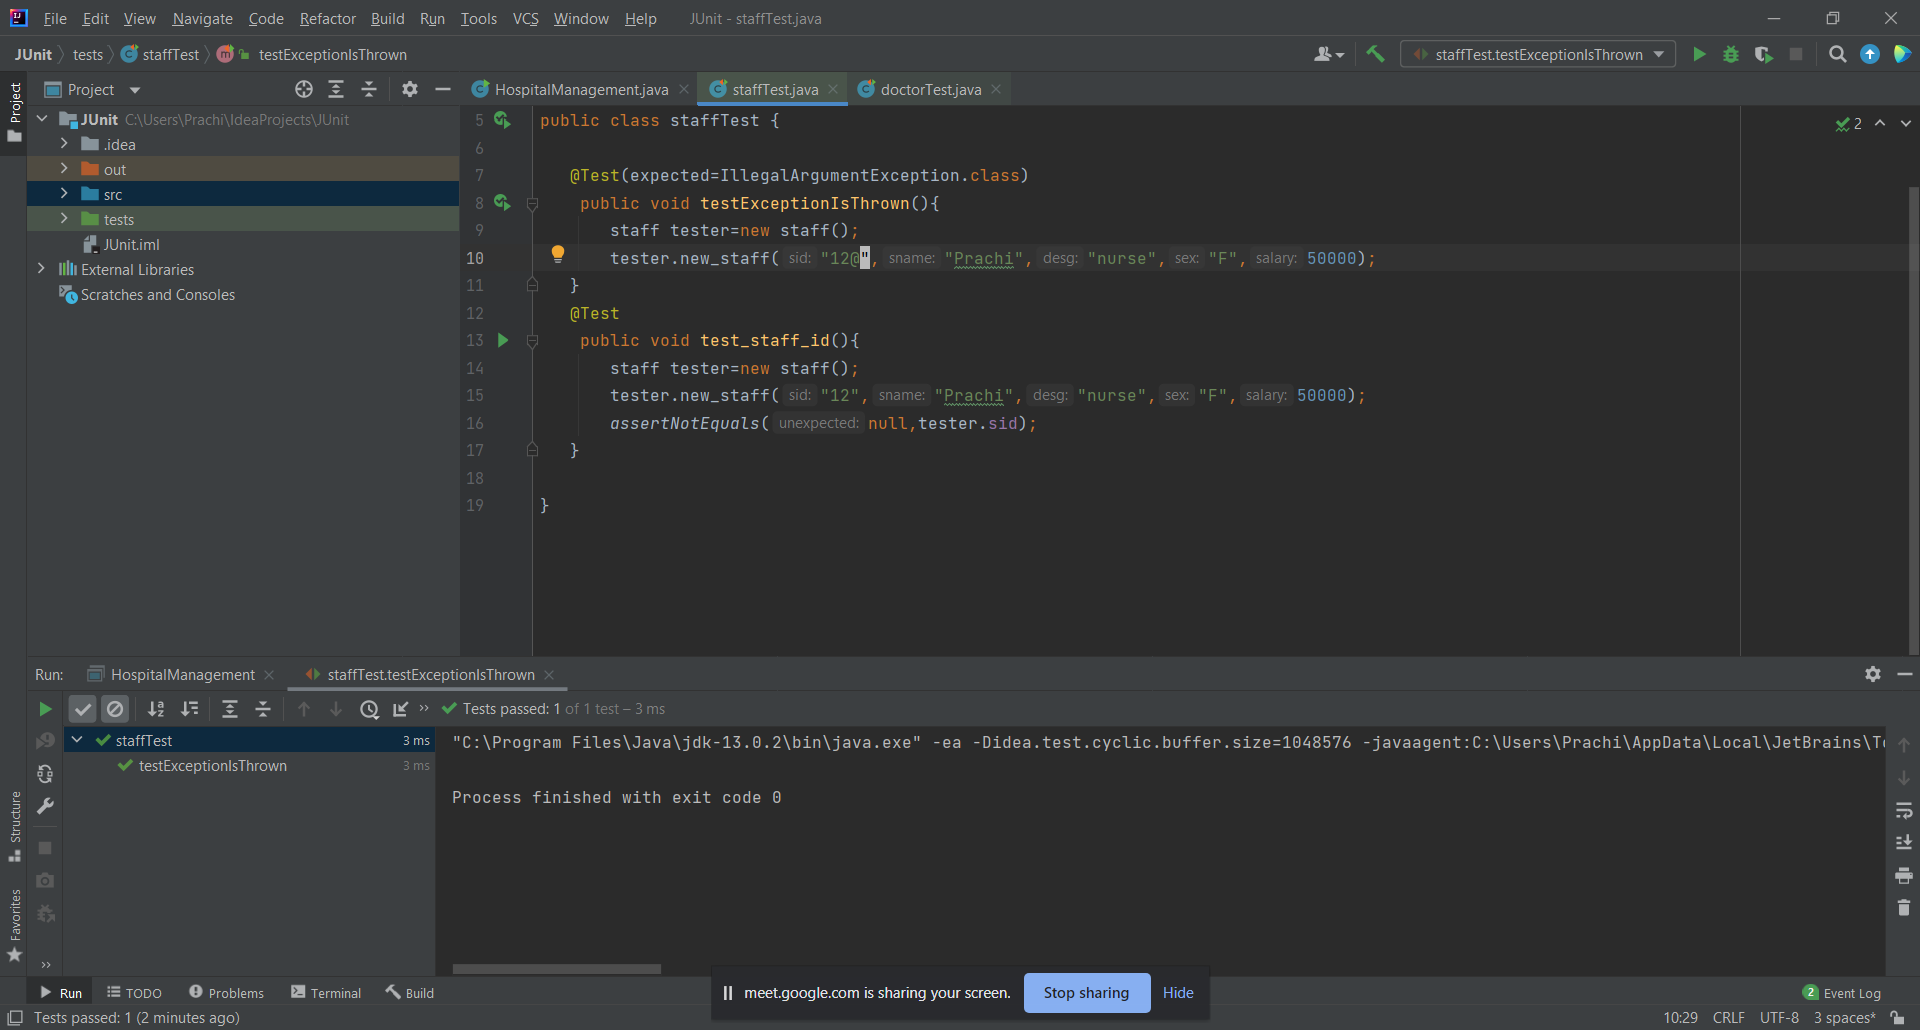 File Edit View Navigate Code Refactor Build Run Tools VCS Window Help JUnit - staffTest.java
JUnit tests staffTest testExceptionIsThrown staffTest.testExceptionIsThrown
Project HospitalManagement.java staffTest.java doctorTest.java
Project
JUnit C:\Users\Prachi\IdeaProjects\JUnit
.idea
out
src
tests
JUnit.iml
External Libraries
Scratches and Consoles
2
5 public class staffTest {
6
7 @Test(expected=IllegalArgumentException.class)
8 public void testExceptionIsThrown(){
9 staff tester=new staff();
10 tester.new_staff( sid: "12@", sname: "Prachi", desg: "nurse", sex: "F", salary: 50000);
11 }
12 @Test
13 public void test_staff_id(){
14 staff tester=new staff();
15 tester.new_staff( sid: "12", sname: "Prachi", desg: "nurse", sex: "F", salary: 50000);
16 assertNotEquals( unexpected: null,tester.sid);
17 }
18
19 }
Run: HospitalManagement staffTest.testExceptionIsThrown
» Tests passed: 1 of 1 test – 3 ms
staffTest 3 ms
testExceptionIsThrown 3 ms
"C:\Program Files\Java\jdk-13.0.2\bin\java.exe" -ea -Didea.test.cyclic.buffer.size=1048576 -javaagent:C:\Users\Prachi\AppData\Local\JetBrains\To
Process finished with exit code 0
Structure
Favorites
»
Run TODO Problems Terminal Build
meet.google.com is sharing your screen. Stop sharing Hide
2 Event Log
Tests passed: 1 (2 minutes ago) 10:29 CRLF UTF-8 3 spaces*